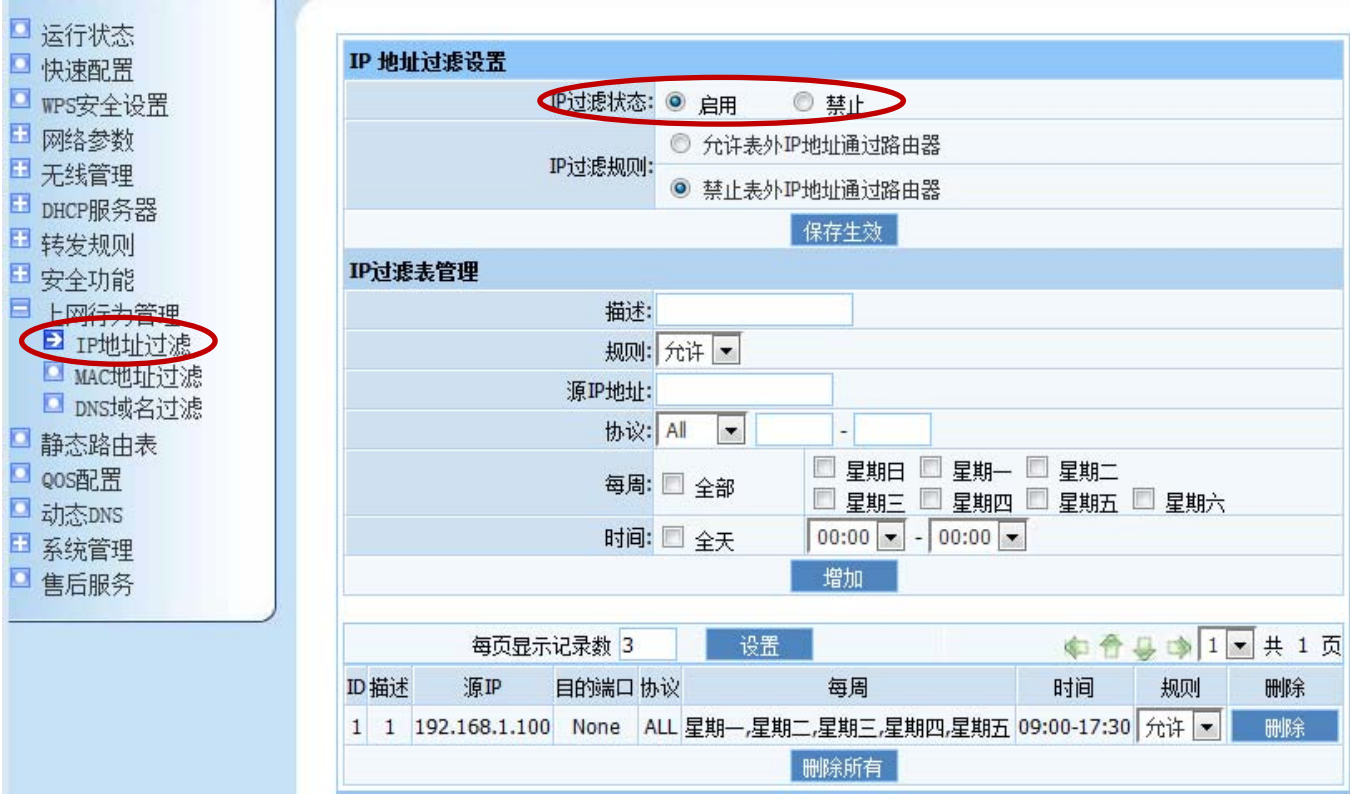 运行状态
快速配置
WPS安全设置
网络参数
无线管理
DHCP服务器
转发规则
安全功能
上网行为管理
IP地址过滤
MAC地址过滤
DNS域名过滤
静态路由表
QOS配置
动态DNS
系统管理
售后服务
IP 地址过滤设置
IP过滤状态: 启用 禁止
IP过滤规则:
允许表外IP地址通过路由器
禁止表外IP地址通过路由器
保存生效
IP过滤表管理
描述:
规则: 允许
源IP地址:
协议: All -
每周: 全部 星期日 星期一 星期二
星期三 星期四 星期五 星期六
时间: 全天 00:00 - 00:00
增加
每页显示记录数 3 设置 1 共 1 页
ID 描述 源IP 目的端口 协议 每周 时间 规则 删除
1 1 192.168.1.100 None ALL 星期一,星期二,星期三,星期四,星期五 09:00-17:30 允许 删除
删除所有